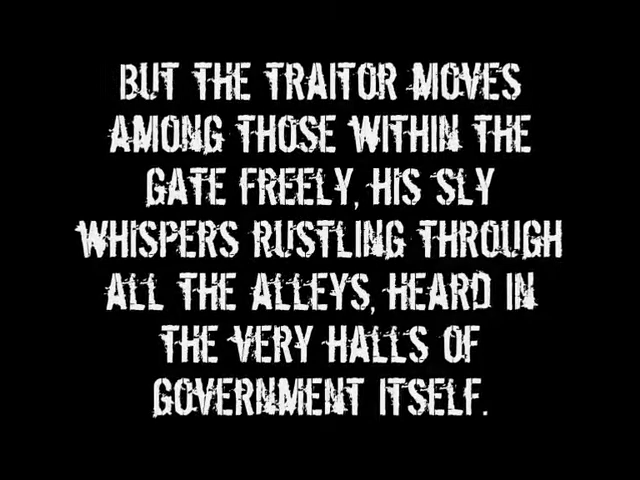 BUT THE TRAITOR MOVES
AMONG THOSE WITHIN THE
GATE FREELY, HIS SLY
WHISPERS RUSTLING THROUGH
ALL THE ALLEYS, HEARD IN
THE VERY HALLS OF
GOVERNMENT ITSELF.